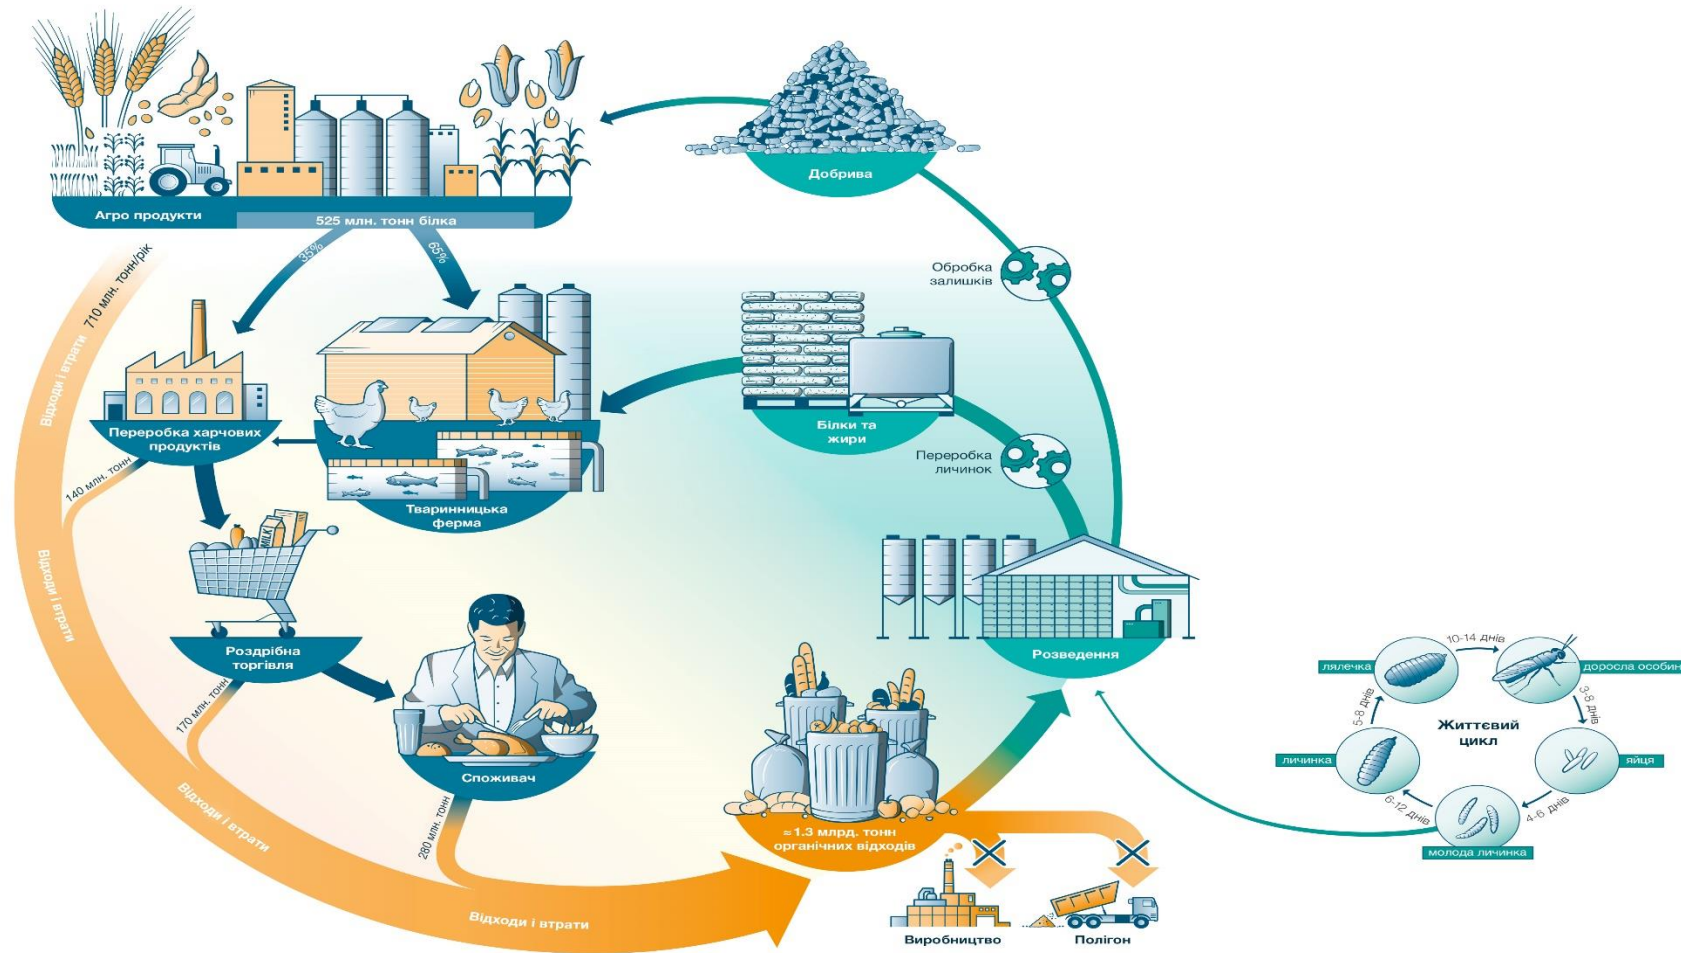 Агро продукти
525 млн. тонн білка
35%
65%
Добрива
Обробка
залишків
710 млн. тонн/рік
Відходи і втрати
Переробка харчових
продуктів
140 млн. тонн
Тваринницька
ферма
Білки та
жири
Переробка
личинок
Відходи і втрати
MILK
Роздрібна
торгівля
170 млн. тонн
Споживач
280 млн. тонн
Відходи і втрати
Відходи і втрати
≈1.3 млрд. тонн
органічних відходів
Виробництво
Полігон
Розведення
Життєвий
цикл
лялечка
10-14 днів
доросла особин
3-8 днів
яйця
4-6 днів
молода личинка
6-12 днів
личинка
5-8 днів